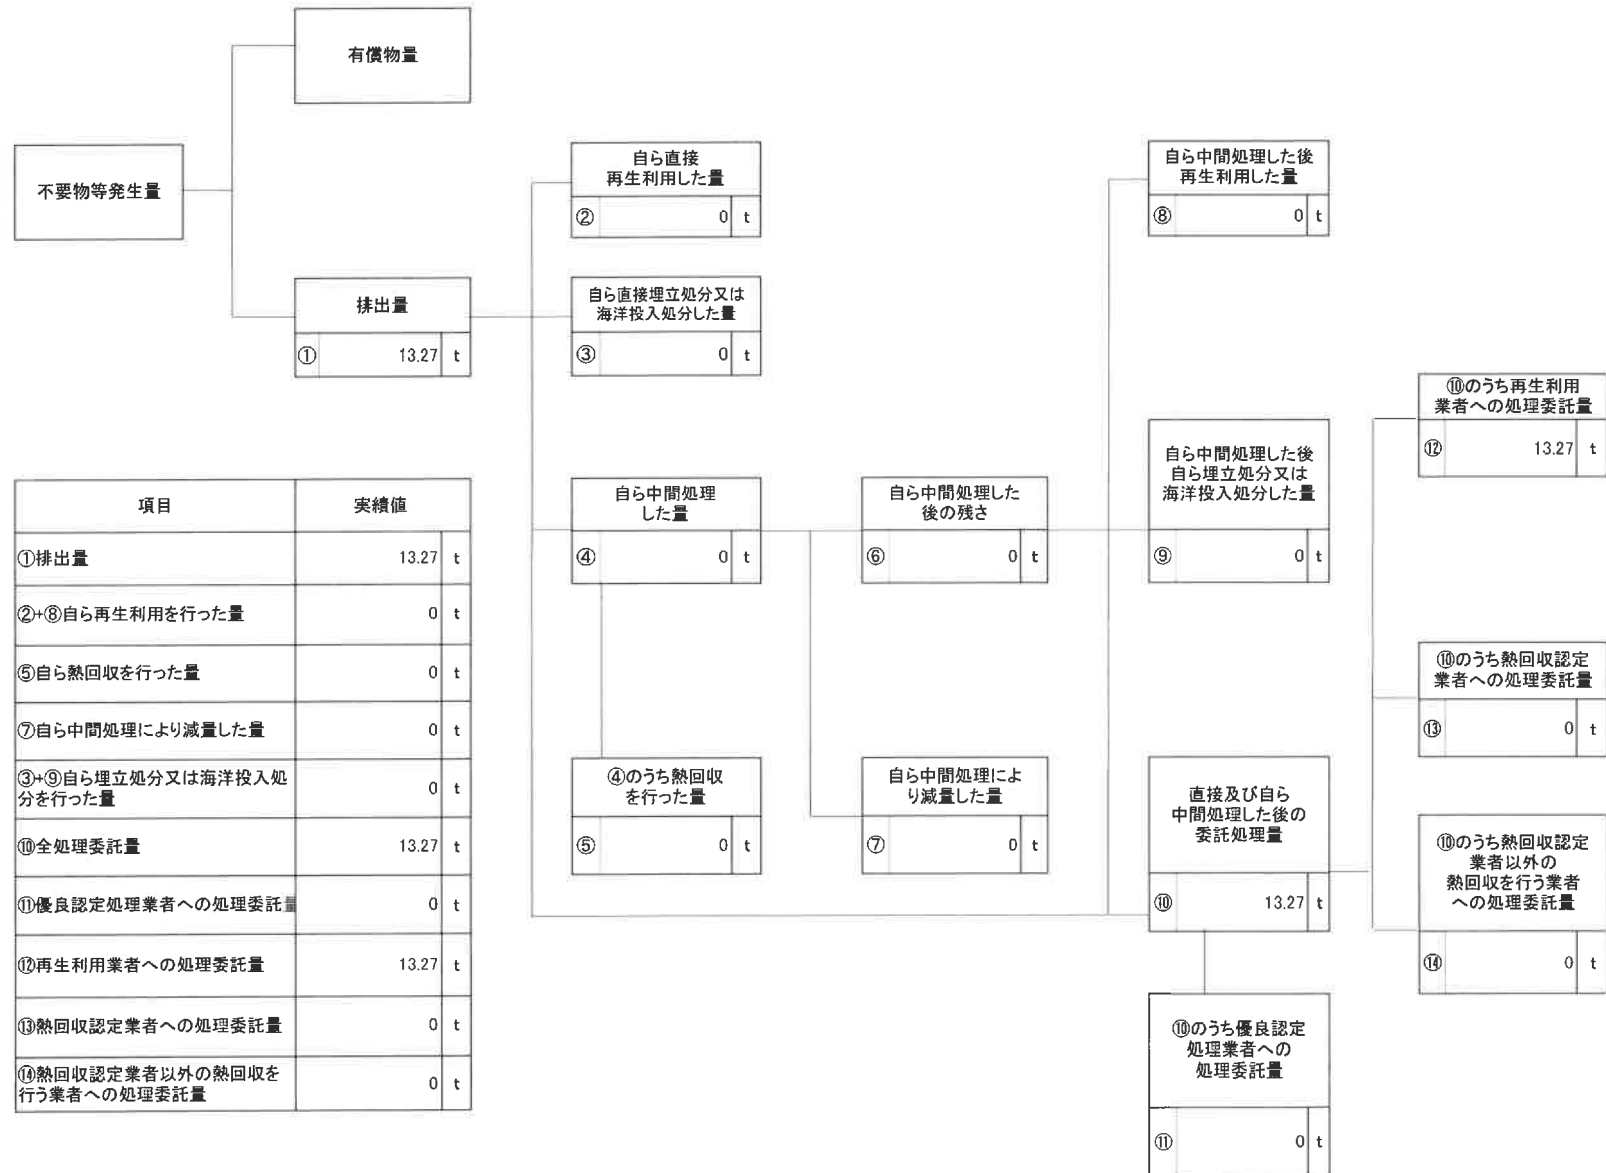 有償物量
不要物等発生量
排出量
① 13.27 t
自ら直接
再生利用した量
② 0 t
自ら直接埋立処分又は
海洋投入処分した量
③ 0 t
自ら中間処理
した量
④ 0 t
④のうち熱回収
を行った量
⑤ 0 t
自ら中間処理した
後の残さ
⑥ 0 t
自ら中間処理によ
り減量した量
⑦ 0 t
自ら中間処理した後
再生利用した量
⑧ 0 t
自ら中間処理した後
自ら埋立処分又は
海洋投入処分した量
⑨ 0 t
直接及び自ら
中間処理した後の
委託処理量
⑩ 13.27 t
⑩のうち優良認定
処理業者への
処理委託量
⑪ 0 t
⑩のうち再生利用
業者への処理委託量
⑫ 13.27 t
⑩のうち熱回収認定
業者への処理委託量
⑬ 0 t
⑩のうち熱回収認定
業者以外の
熱回収を行う業者
への処理委託量
⑭ 0 t
項目 実績値
①排出量 13.27 t
②+⑧自ら再生利用を行った量 0 t
⑤自ら熱回収を行った量 0 t
⑦自ら中間処理により減量した量 0 t
③+⑨自ら埋立処分又は海洋投入処
分を行った量 0 t
⑩全処理委託量 13.27 t
⑪優良認定処理業者への処理委託量 0 t
⑫再生利用業者への処理委託量 13.27 t
⑬熱回収認定業者への処理委託量 0 t
⑭熱回収認定業者以外の熱回収を
行う業者への処理委託量 0 t